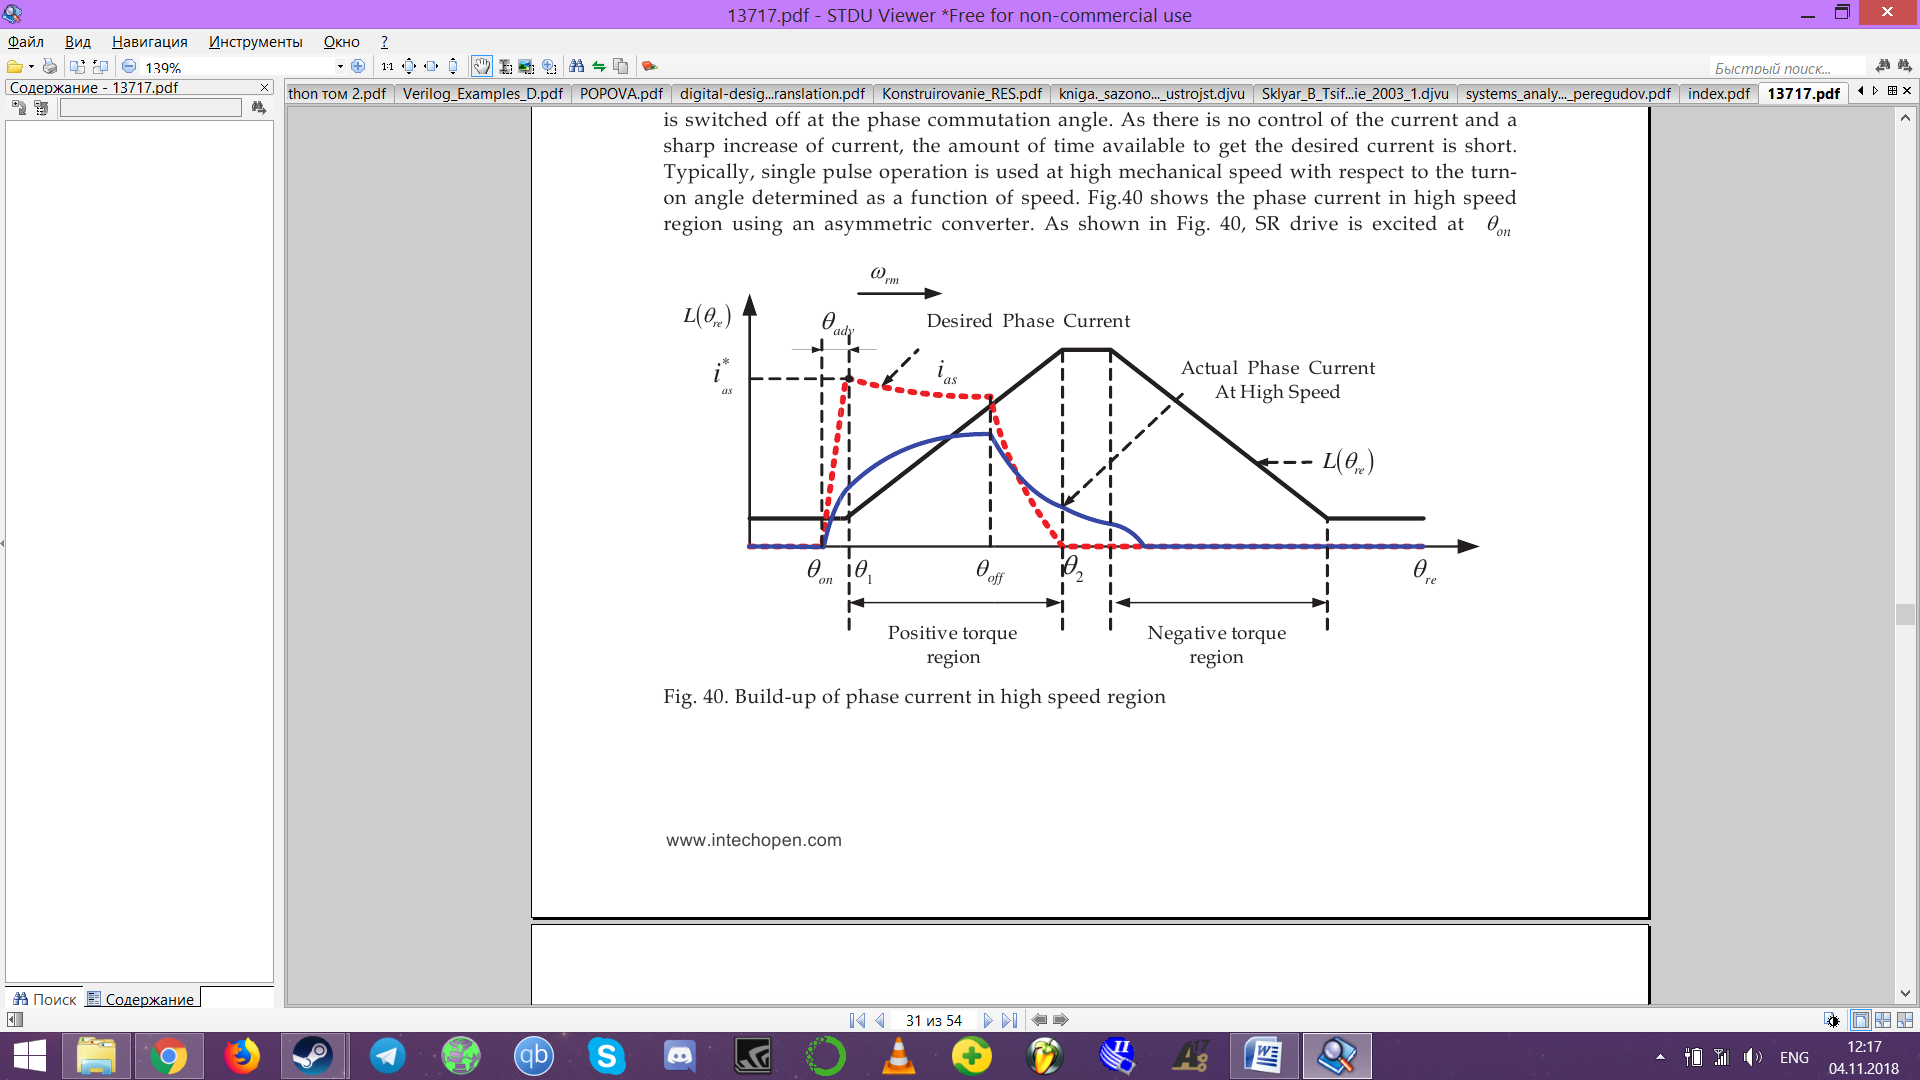 13717.pdf - STDU Viewer *Free for non-commercial use
Файл Вид Навигация Инструменты Окно ?
139% 1:1 Быстрый поиск...
Содержание - 13717.pdf
thon том 2.pdf Verilog_Examples_D.pdf POPOVA.pdf digital-desig...ranslation.pdf Konstruirovanie_RES.pdf kniga._sazono..._ustrojst.djvu Sklyar_B_Tsif...ie_2003_1.djvu systems_analy..._peregudov.pdf index.pdf 13717.pdf
is switched off at the phase commutation angle. As there is no control of the current and a
sharp increase of current, the amount of time available to get the desired current is short.
Typically, single pulse operation is used at high mechanical speed with respect to the turn-
on angle determined as a function of speed. Fig.40 shows the phase current in high speed
region using an asymmetric converter. As shown in Fig. 40, SR drive is excited at θon
ωrm
L(θre)
θadv
Desired Phase Current
i*as
ias
Actual Phase Current
At High Speed
L(θre)
θon θ1 θoff θ2 θre
Positive torque
region
Negative torque
region
Fig. 40. Build-up of phase current in high speed region
www.intechopen.com
Поиск Содержание
31 из 54
qb
S
II
A17
W
ENG
12:17
04.11.2018